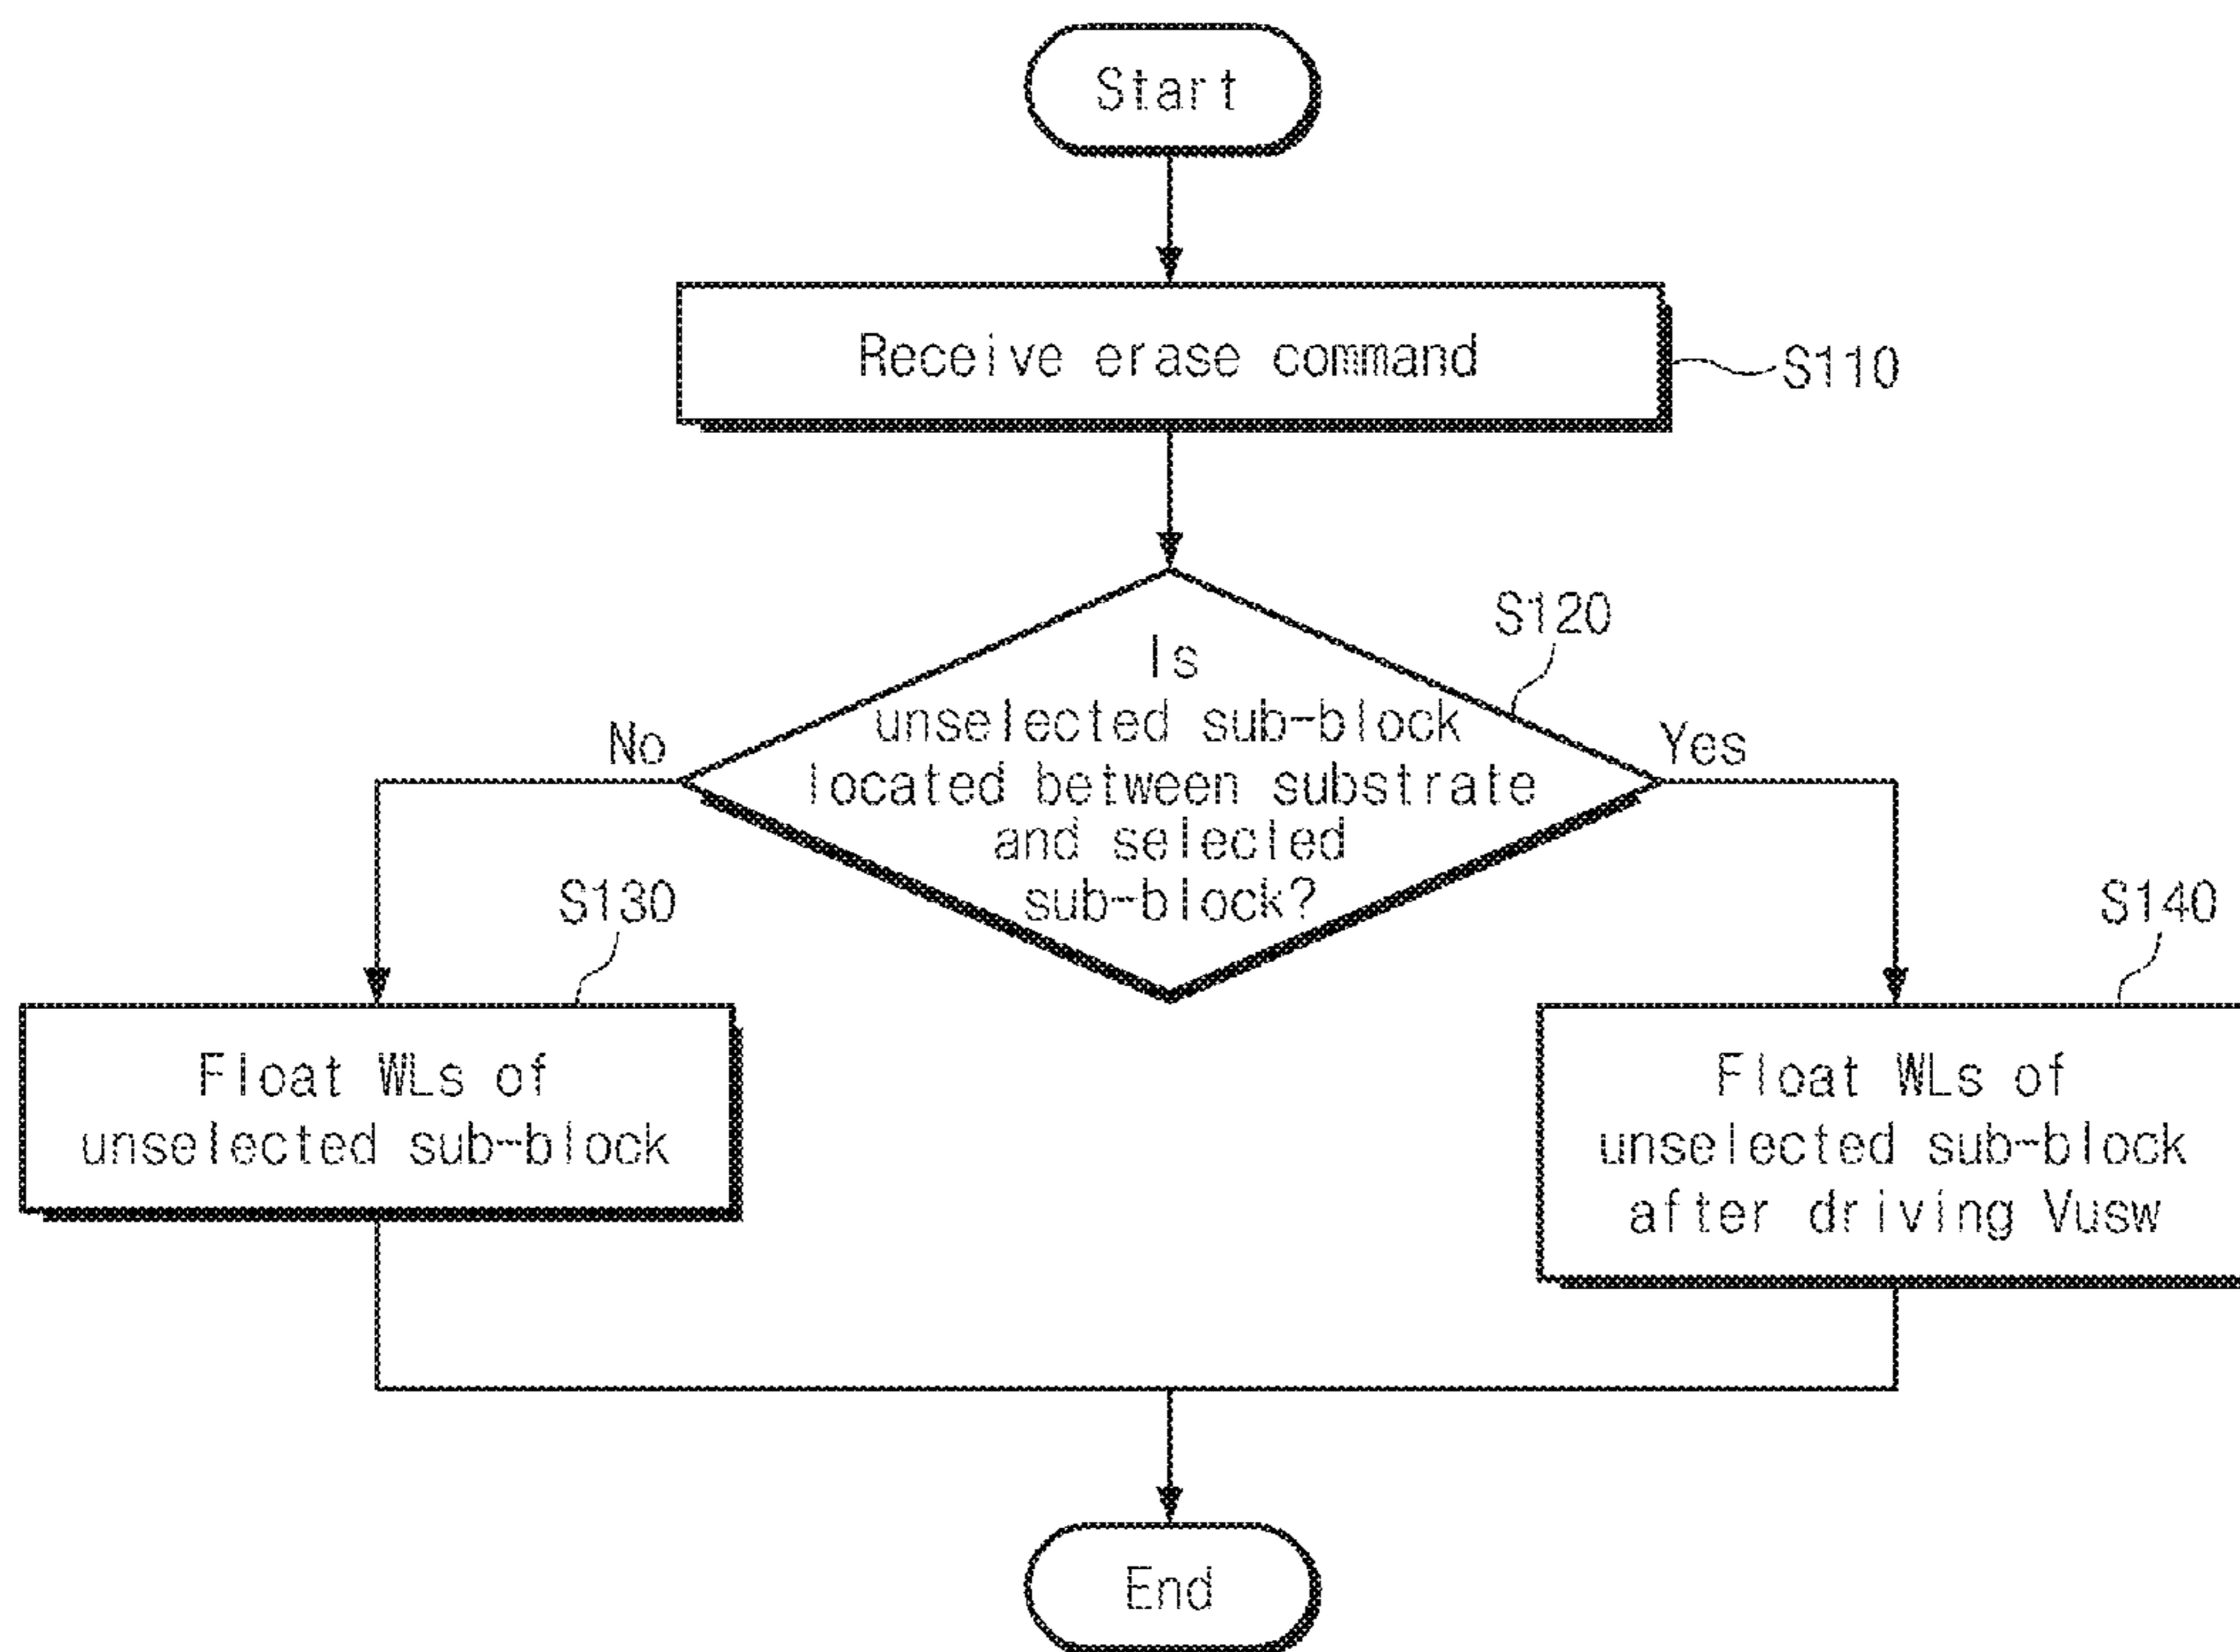 Start
Receive erase command
S110
S120
Is
unselected sub-block
located between substrate
and selected
sub-block?
No
Yes
S130
Float WLs of
unselected sub-block
S140
Float WLs of
unselected sub-block
after driving Vusw
End